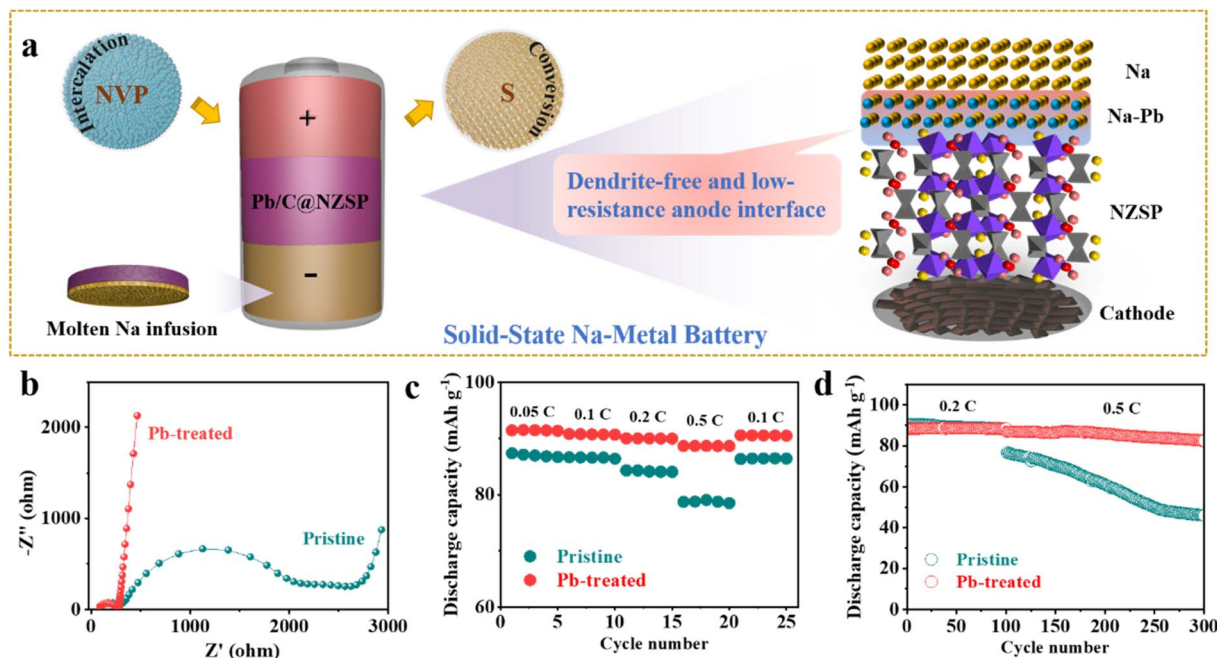 a
Intercalation
NVP
+
Pb/C@NZSP
-
Molten Na infusion
S
Conversion
Dendrite-free and low-
resistance anode interface
Solid-State Na-Metal Battery
Na
Na-Pb
NZSP
Cathode
b
-Z'' (ohm)
2000
1000
0
Pb-treated
Pristine
0 1000 2000 3000
Z' (ohm)
c
Discharge capacity (mAh g⁻¹)
100
80
60
0.05 C 0.1 C 0.2 C 0.5 C 0.1 C
Pristine
Pb-treated
0 5 10 15 20 25
Cycle number
d
Discharge capacity (mAh g⁻¹)
100
80
60
40
20
0
0.2 C 0.5 C
Pristine
Pb-treated
0 50 100 150 200 250 300
Cycle number